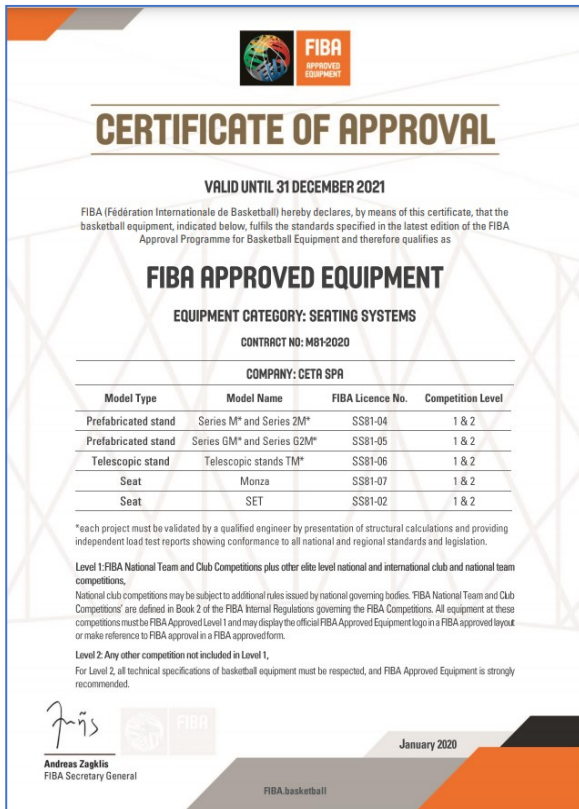 FIBA
APPROVED
EQUIPMENT
CERTIFICATE OF APPROVAL
VALID UNTIL 31 DECEMBER 2021
FIBA (Fédération Internationale de Basketball) hereby declares, by means of this certificate, that the
basketball equipment, indicated below, fulfils the standards specified in the latest edition of the FIBA
Approval Programme for Basketball Equipment and therefore qualifies as
FIBA APPROVED EQUIPMENT
EQUIPMENT CATEGORY: SEATING SYSTEMS
CONTRACT NO: M81-2020
COMPANY: CETA SPA
Model Type Model Name FIBA Licence No. Competition Level
Prefabricated stand Series M* and Series 2M* SS81-04 1 & 2
Prefabricated stand Series GM* and Series G2M* SS81-05 1 & 2
Telescopic stand Telescopic stands TM* SS81-06 1 & 2
Seat Monza SS81-07 1 & 2
Seat SET SS81-02 1 & 2
*each project must be validated by a qualified engineer by presentation of structural calculations and providing
independent load test reports showing conformance to all national and regional standards and legislation.
Level 1:FIBA National Team and Club Competitions plus other elite level national and international club and national team
competitions,
National club competitions may be subject to additional rules issued by national governing bodies. 'FIBA National Team and Club
Competitions' are defined in Book 2 of the FIBA Internal Regulations governing the FIBA Competitions. All equipment at these
competitions must be FIBA Approved Level 1 and may display the official FIBA Approved Equipment logo in a FIBA approved layout
or make reference to FIBA approval in a FIBA approved form.
Level 2: Any other competition not included in Level 1,
For Level 2, all technical specifications of basketball equipment must be respected, and FIBA Approved Equipment is strongly
recommended.
FIBA
January 2020
Andreas Zagklis
FIBA Secretary General
FIBA.basketball